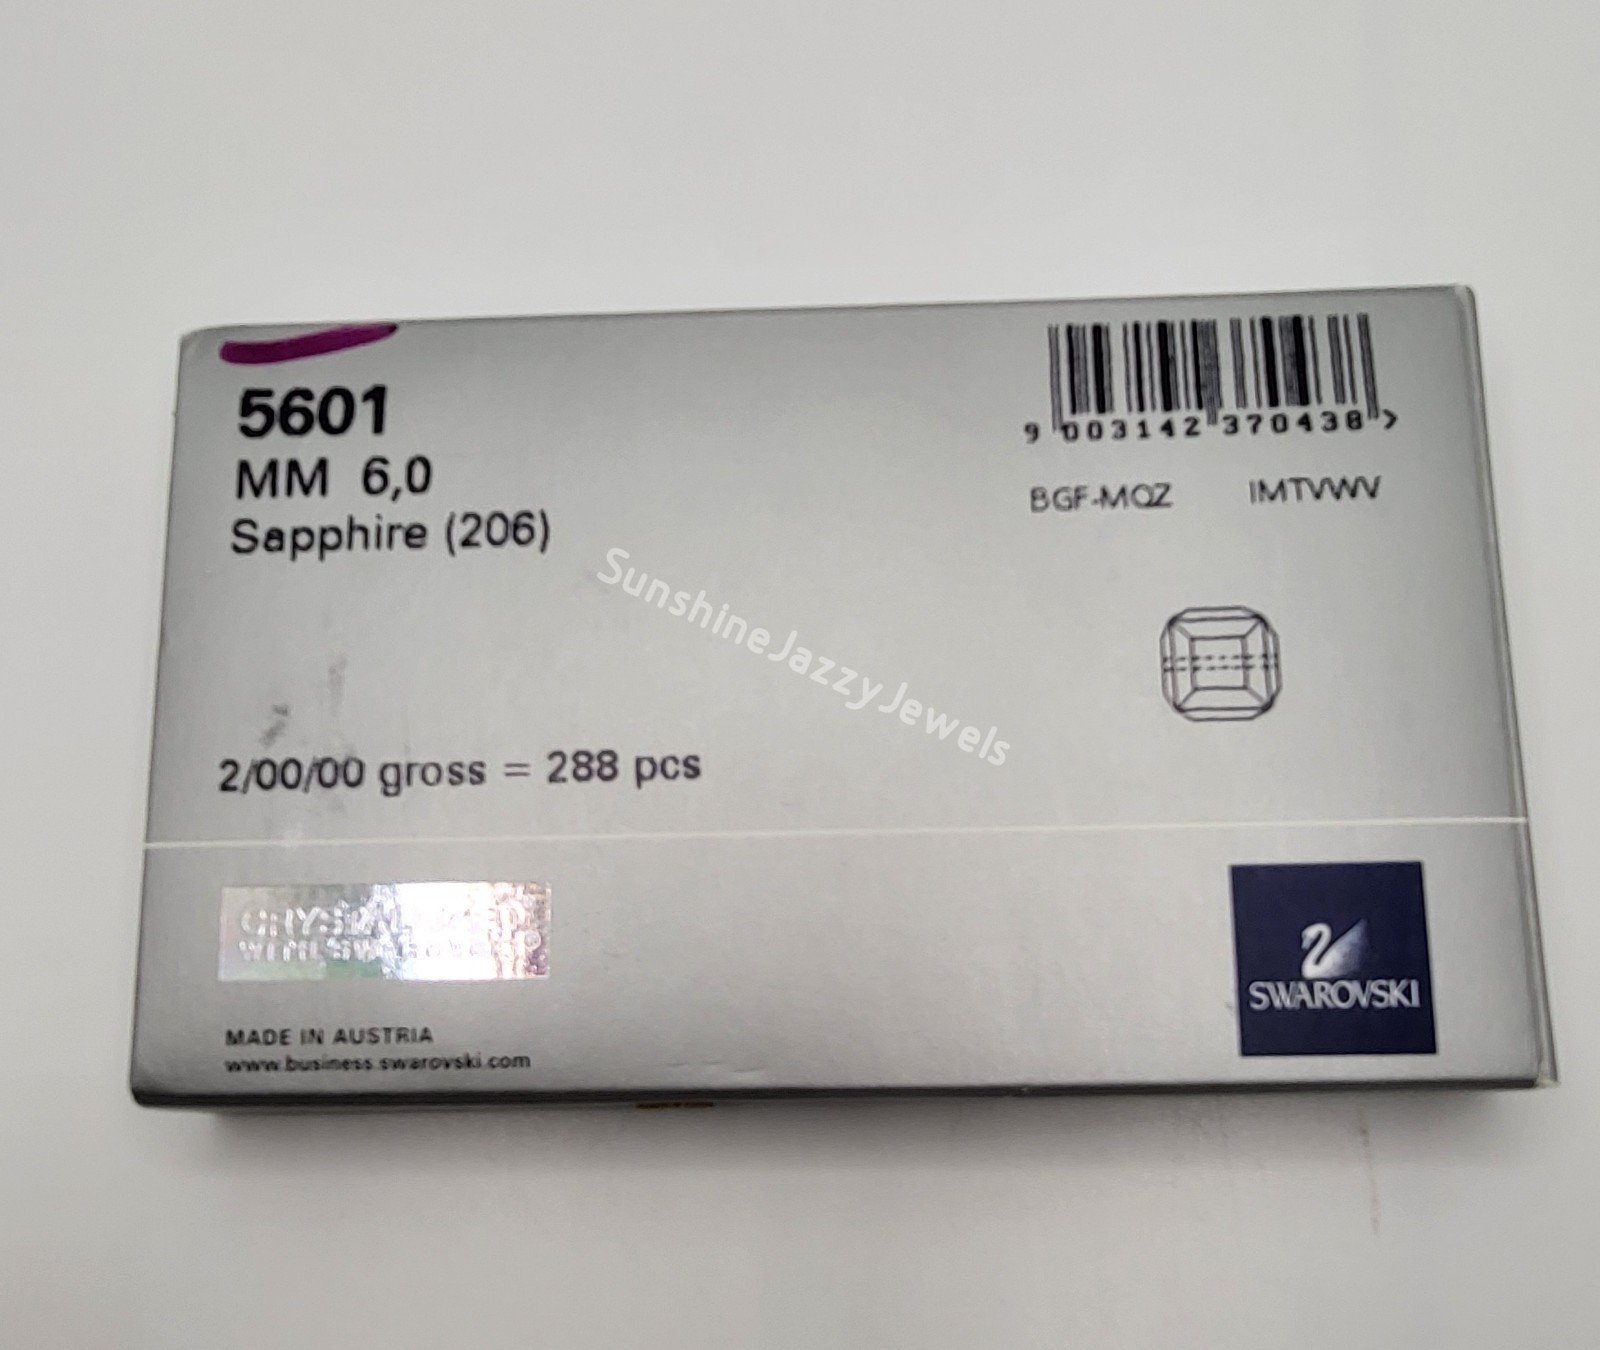 5601
MM 6,0
Sapphire (206)
9 003142 370438 >
BGF-MQZ IMTVWV
SunshineJazzyJewels
2/00/00 gross = 288 pcs
SWAROVSKI
MADE IN AUSTRIA
www.business.swarovski.com